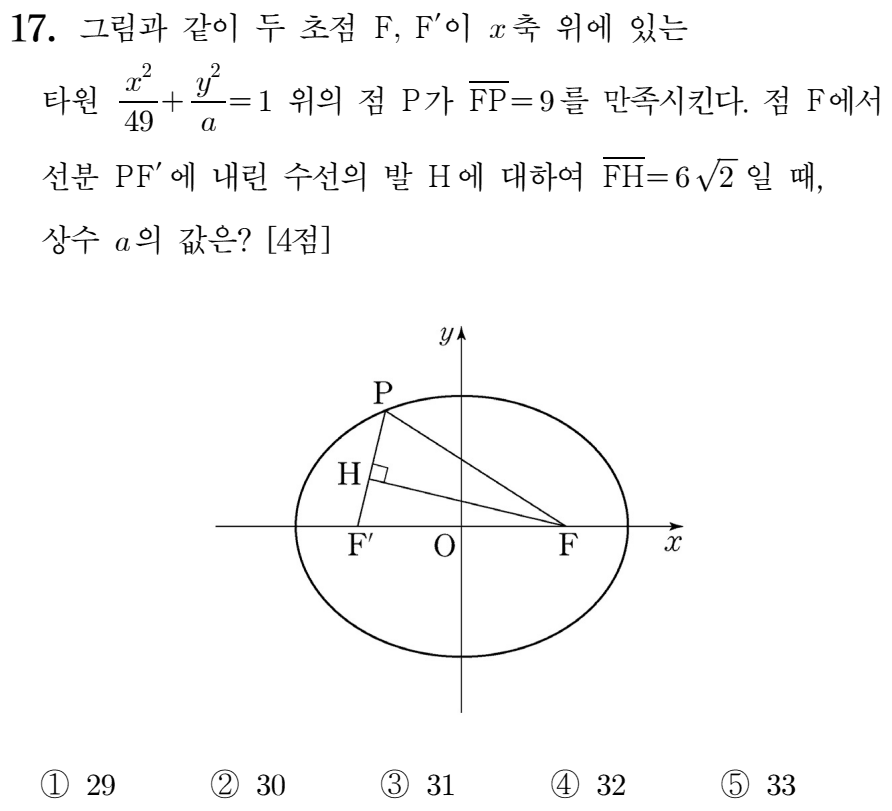 17. 그림과 같이 두 초점 F, F′이 x축 위에 있는
타원 x²/49 + y²/a = 1 위의 점 P가 F͞P͞=9를 만족시킨다. 점 F에서
선분 PF′에 내린 수선의 발 H에 대하여 F͞H͞=6√2 일 때,
상수 a의 값은? [4점]
y
P
H
F′ O F x
① 29 ② 30 ③ 31 ④ 32 ⑤ 33